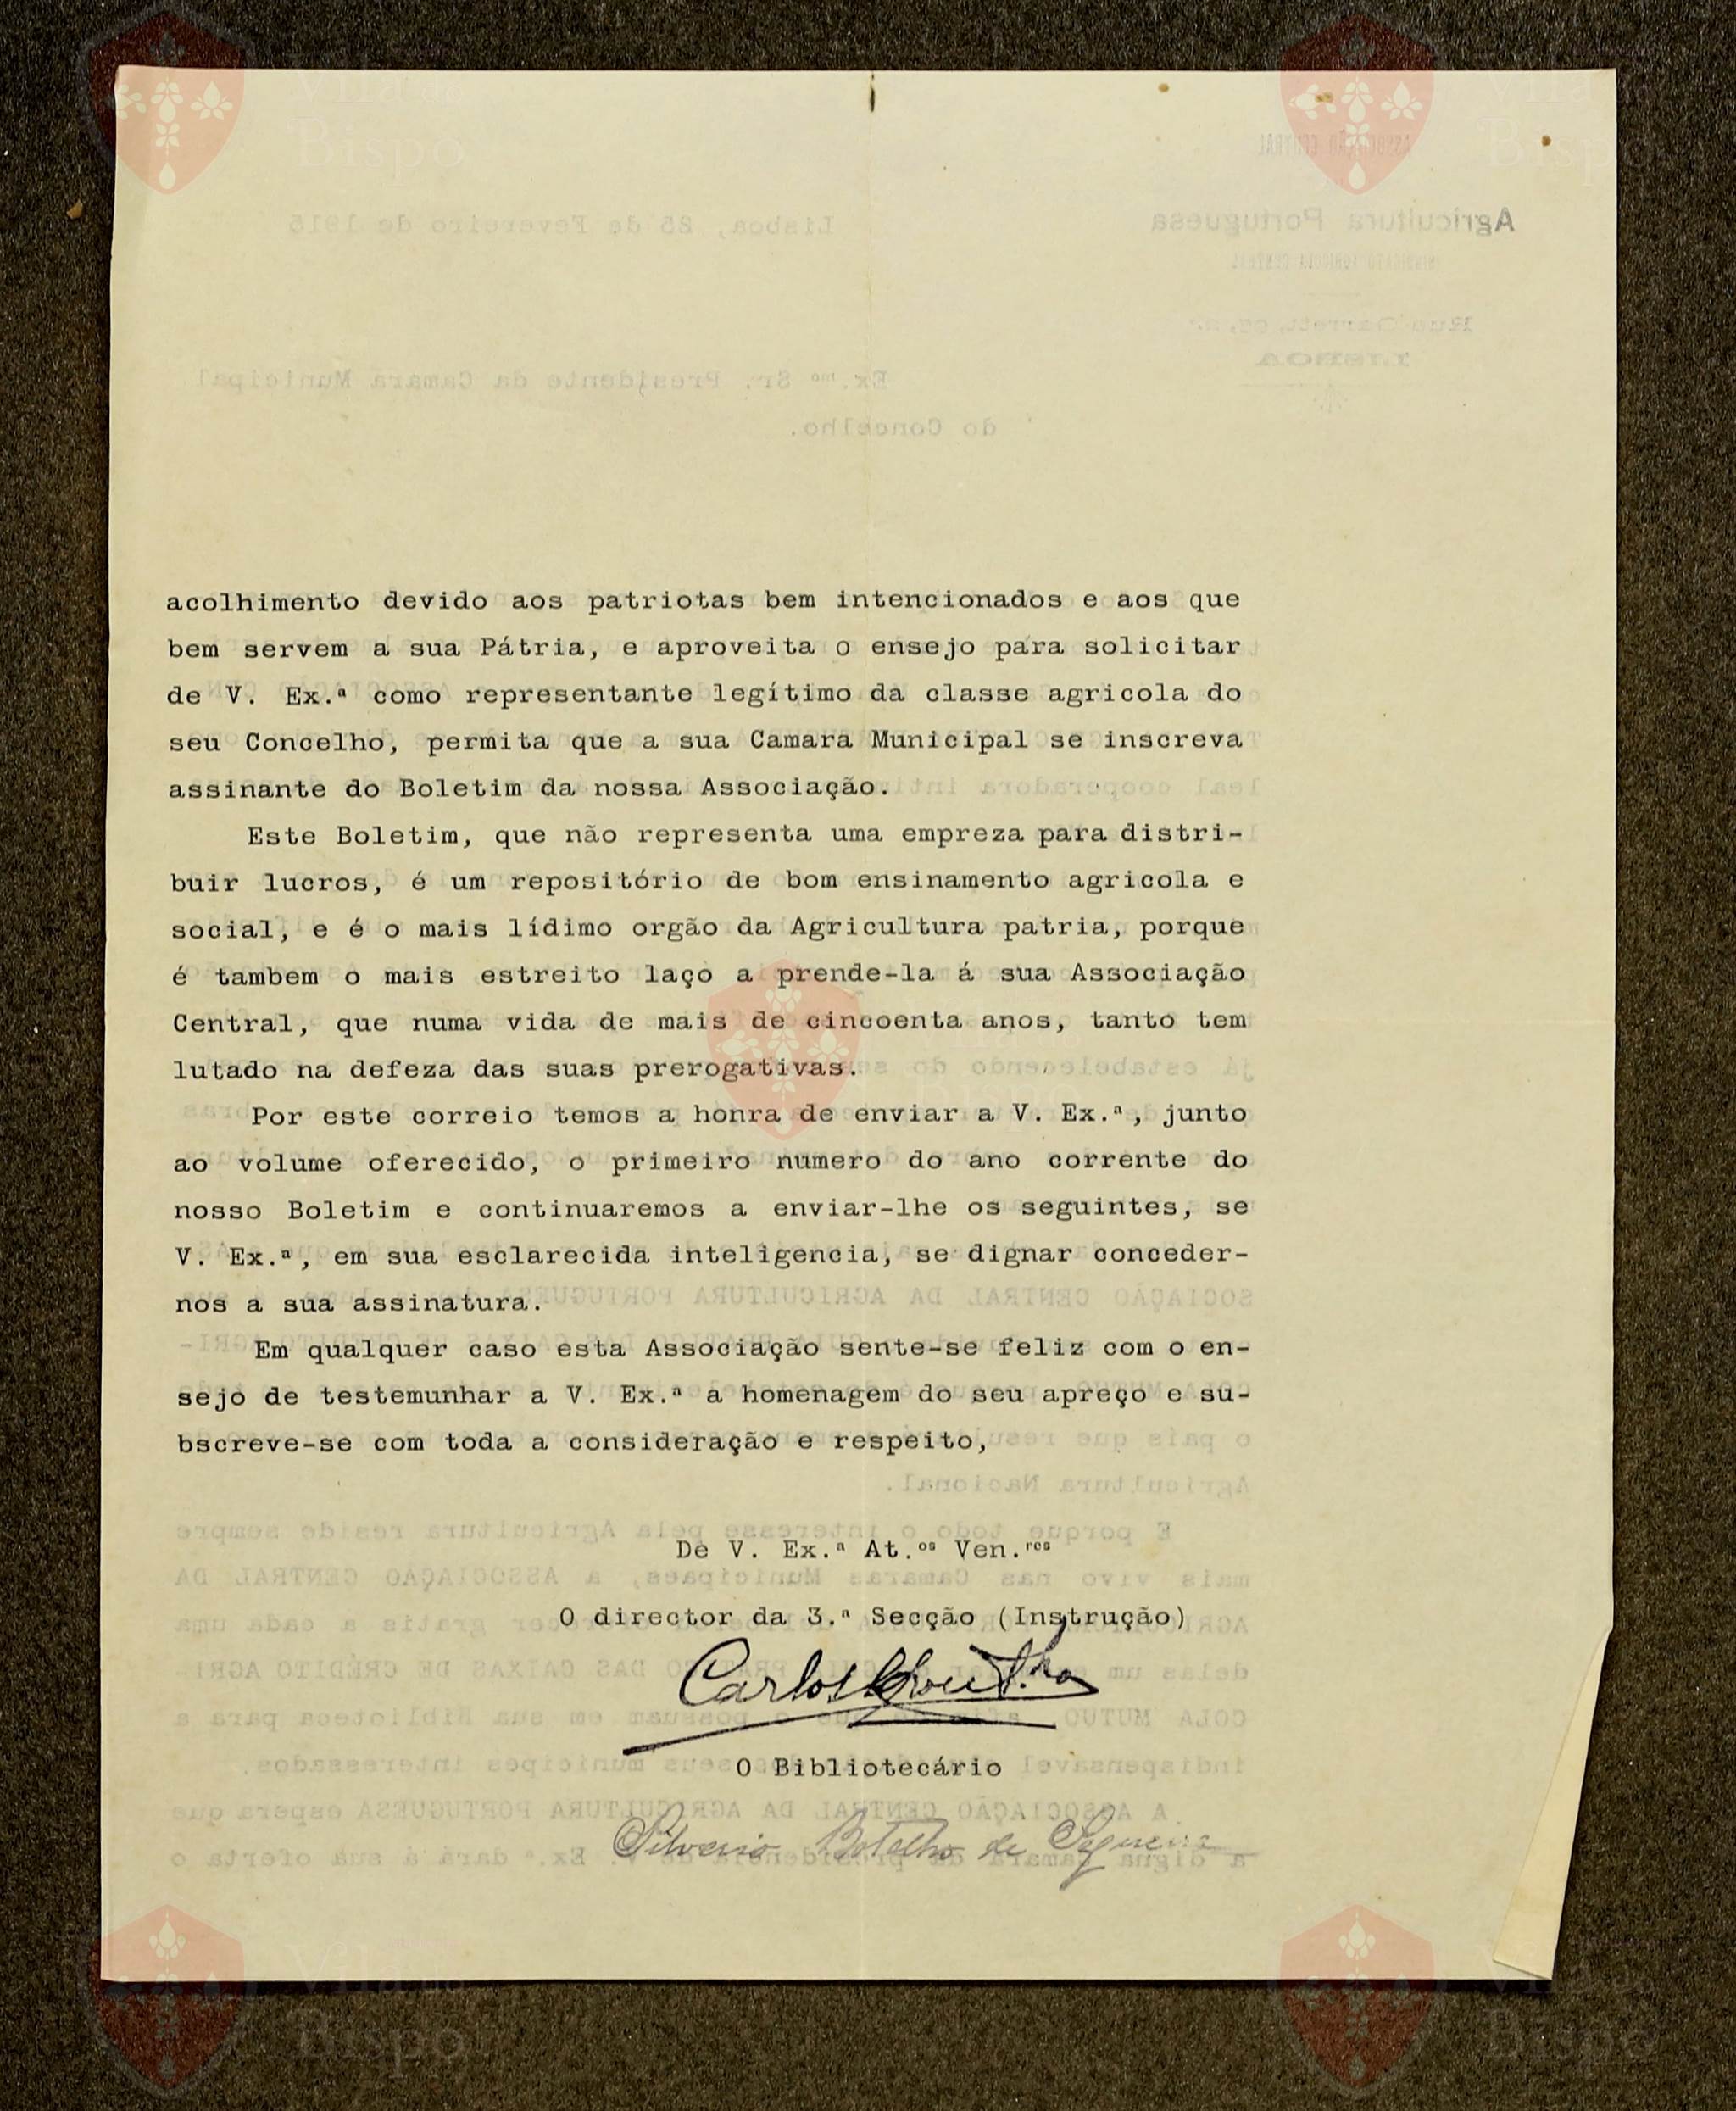 acolhimento devido aos patriotas bem intencionados e aos que
bem servem a sua Pátria, e aproveita o ensejo para solicitar
de V. Ex.ª como representante legítimo da classe agricola do
seu Concelho, permita que a sua Camara Municipal se inscreva
assinante do Boletim da nossa Associação.
Este Boletim, que não representa uma empreza para distri-
buir lucros, é um repositório de bom ensinamento agricola e
social, e é o mais lídimo orgão da Agricultura patria, porque
é tambem o mais estreito laço a prende-la á sua Associação
Central, que numa vida de mais de cincoenta anos, tanto tem
lutado na defeza das suas prerogativas.
Por este correio temos a honra de enviar a V. Ex.ª, junto
ao volume oferecido, o primeiro numero do ano corrente do
nosso Boletim e continuaremos a enviar-lhe os seguintes, se
V. Ex.ª, em sua esclarecida inteligencia, se dignar conceder-
nos a sua assinatura.
Em qualquer caso esta Associação sente-se feliz com o en-
sejo de testemunhar a V. Ex.ª a homenagem do seu apreço e su-
bscreve-se com toda a consideração e respeito,
De V. Ex.ª At.ᵒˢ Ven.ʳᵉˢ
O director da 3.ª Secção (Instrução)
Carlos
O Bibliotecário
Silverio Botelho de Sequeira
Vila do Bispo